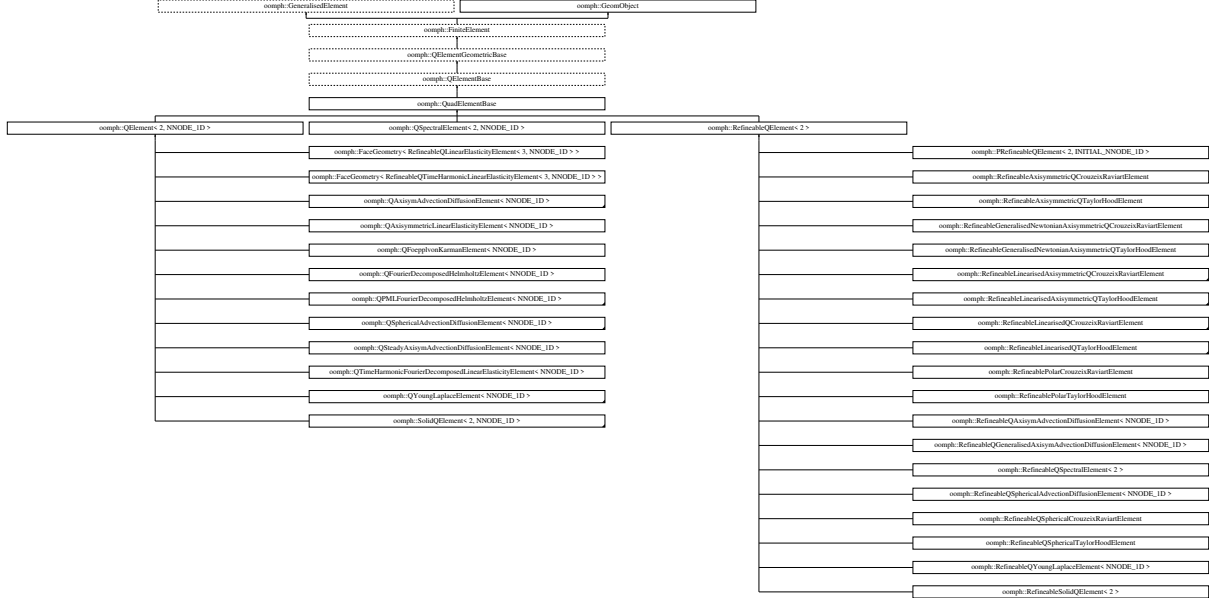 oomph::GeneralisedElement
oomph::GeomObject
oomph::FiniteElement
oomph::QElementGeometricBase
oomph::QElementBase
oomph::QuadElementBase
oomph::QElement< 2, NNODE_1D >
oomph::QSpectralElement< 2, NNODE_1D >
oomph::RefineableQElement< 2 >
oomph::FaceGeometry< RefineableQLinearElasticityElement< 3, NNODE_1D > >
oomph::FaceGeometry< RefineableQTimeHarmonicLinearElasticityElement< 3, NNODE_1D > >
oomph::QAxisymAdvectionDiffusionElement< NNODE_1D >
oomph::QAxisymmetricLinearElasticityElement< NNODE_1D >
oomph::QFoepplvonKarmanElement< NNODE_1D >
oomph::QFourierDecomposedHelmholtzElement< NNODE_1D >
oomph::QPMLFourierDecomposedHelmholtzElement< NNODE_1D >
oomph::QSphericalAdvectionDiffusionElement< NNODE_1D >
oomph::QSteadyAxisymAdvectionDiffusionElement< NNODE_1D >
oomph::QTimeHarmonicFourierDecomposedLinearElasticityElement< NNODE_1D >
oomph::QYoungLaplaceElement< NNODE_1D >
oomph::SolidQElement< 2, NNODE_1D >
oomph::PRefineableQElement< 2, INITIAL_NNODE_1D >
oomph::RefineableAxisymmetricQCrouzeixRaviartElement
oomph::RefineableAxisymmetricQTaylorHoodElement
oomph::RefineableGeneralisedNewtonianAxisymmetricQCrouzeixRaviartElement
oomph::RefineableGeneralisedNewtonianAxisymmetricQTaylorHoodElement
oomph::RefineableLinearisedAxisymmetricQCrouzeixRaviartElement
oomph::RefineableLinearisedAxisymmetricQTaylorHoodElement
oomph::RefineableLinearisedQCrouzeixRaviartElement
oomph::RefineableLinearisedQTaylorHoodElement
oomph::RefineablePolarCrouzeixRaviartElement
oomph::RefineablePolarTaylorHoodElement
oomph::RefineableQAxisymAdvectionDiffusionElement< NNODE_1D >
oomph::RefineableQGeneralisedAxisymAdvectionDiffusionElement< NNODE_1D >
oomph::RefineableQSpectralElement< 2 >
oomph::RefineableQSphericalAdvectionDiffusionElement< NNODE_1D >
oomph::RefineableQSphericalCrouzeixRaviartElement
oomph::RefineableQSphericalTaylorHoodElement
oomph::RefineableQYoungLaplaceElement< NNODE_1D >
oomph::RefineableSolidQElement< 2 >